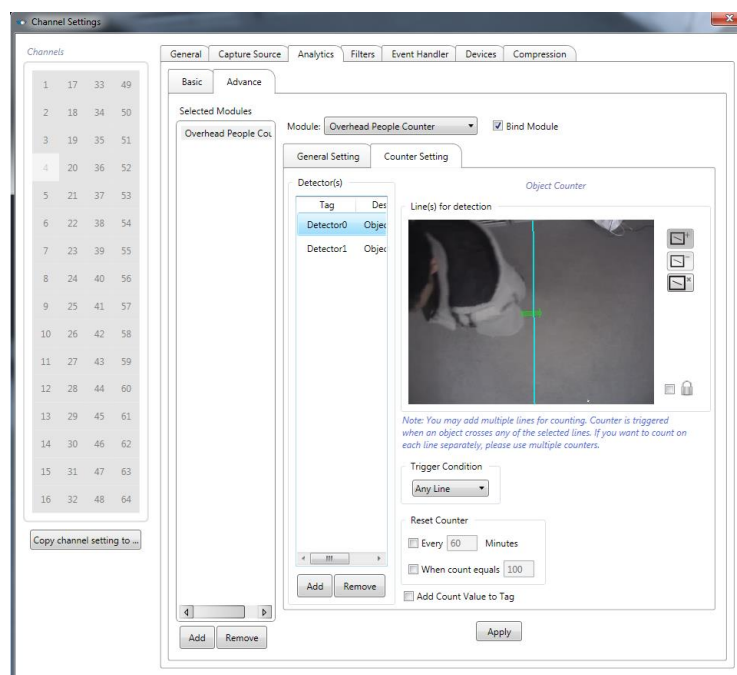 Channel Settings
Channels
General Capture Source Analytics Filters Event Handler Devices Compression
Basic Advance
1 17 33 49
2 18 34 50
3 19 35 51
4 20 36 52
5 21 37 53
6 22 38 54
7 23 39 55
8 24 40 56
9 25 41 57
10 26 42 58
11 27 43 59
12 28 44 60
13 29 45 61
14 30 46 62
15 31 47 63
16 32 48 64
Copy channel setting to ...
Selected Modules
Overhead People Cou
Add Remove
Module: Overhead People Counter Bind Module
General Setting Counter Setting
Detector(s)
Tag Des
Detector0 Objec
Detector1 Objec
Add Remove
Object Counter
Line(s) for detection
Note: You may add multiple lines for counting. Counter is triggered
when an object crosses any of the selected lines. If you want to count on
each line separately, please use multiple counters.
Trigger Condition
Any Line
Reset Counter
Every 60 Minutes
When count equals 100
Add Count Value to Tag
Apply